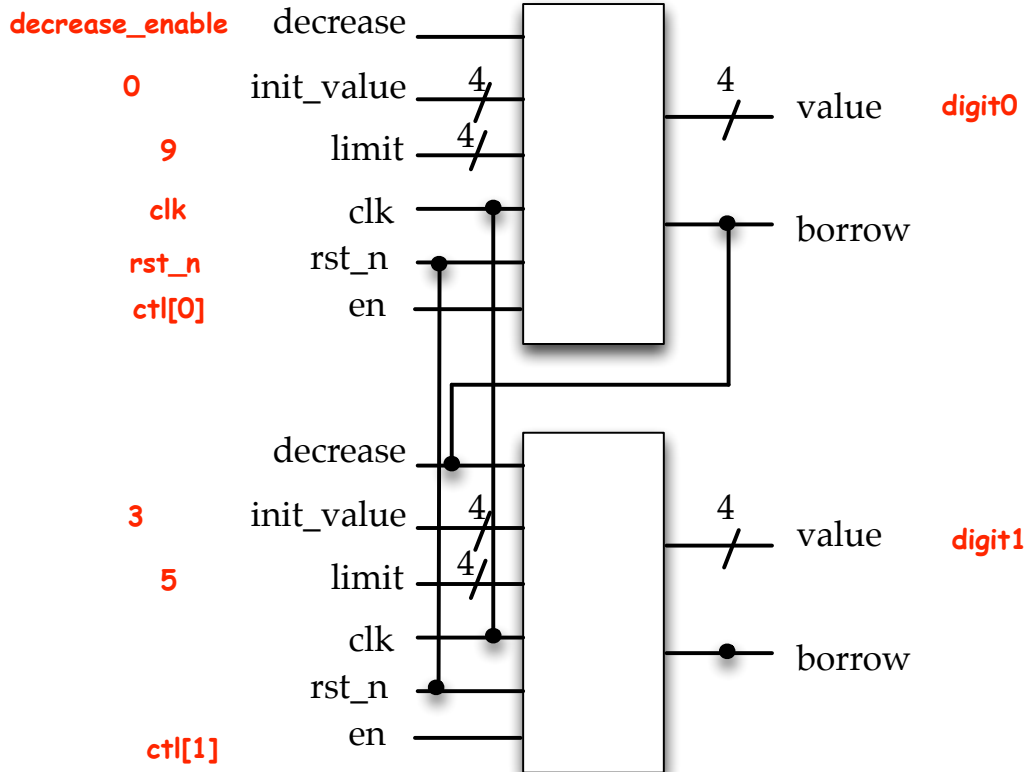 decrease_enable decrease
0 init_value 4 4 value digit0
9 limit 4
clk clk
rst_n rst_n borrow
ctl[0] en
decrease
3 init_value 4 4 value digit1
5 limit 4
clk
rst_n borrow
ctl[1] en